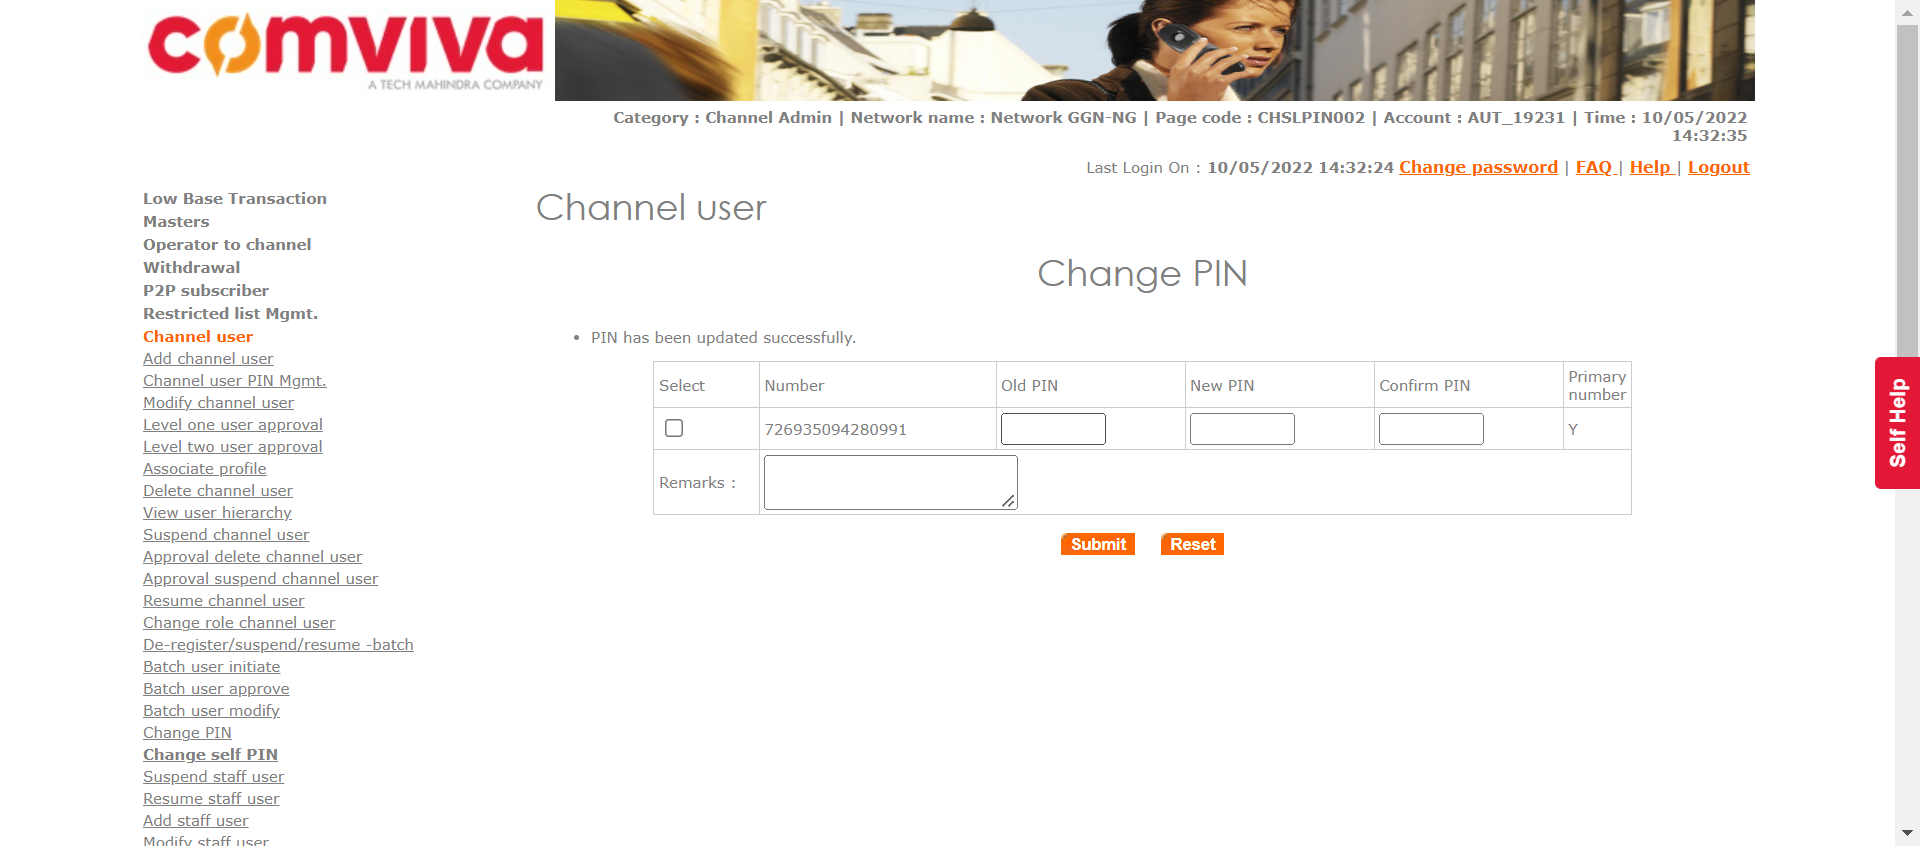 comviva
A TECH MAHINDRA COMPANY
Category : Channel Admin | Network name : Network GGN-NG | Page code : CHSLPIN002 | Account : AUT_19231 | Time : 10/05/2022
14:32:35
Last Login On : 10/05/2022 14:32:24 Change password | FAQ | Help | Logout
Low Base Transaction
Masters
Operator to channel
Withdrawal
P2P subscriber
Restricted list Mgmt.
Channel user
Add channel user
Channel user PIN Mgmt.
Modify channel user
Level one user approval
Level two user approval
Associate profile
Delete channel user
View user hierarchy
Suspend channel user
Approval delete channel user
Approval suspend channel user
Resume channel user
Change role channel user
De-register/suspend/resume -batch
Batch user initiate
Batch user approve
Batch user modify
Change PIN
Change self PIN
Suspend staff user
Resume staff user
Add staff user
Modify staff user
Channel user
Change PIN
• PIN has been updated successfully.
Select Number Old PIN New PIN Confirm PIN Primary number
726935094280991 Y
Remarks :
Submit Reset
Self Help